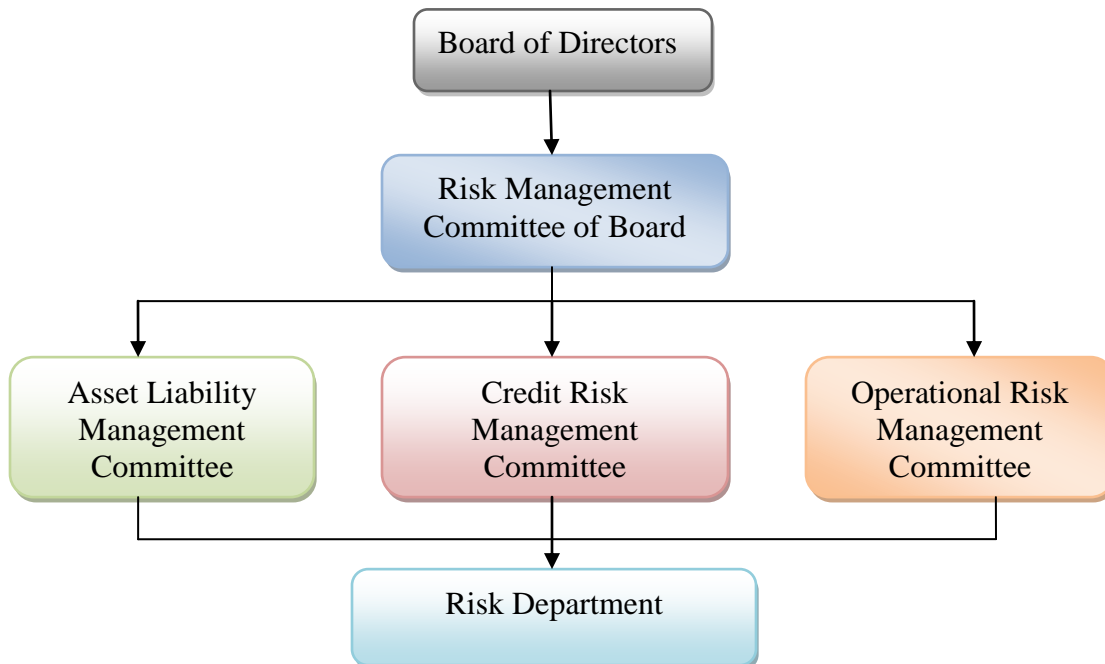 Board of Directors
Risk Management
Committee of Board
Asset Liability
Management
Committee
Credit Risk
Management
Committee
Operational Risk
Management
Committee
Risk Department